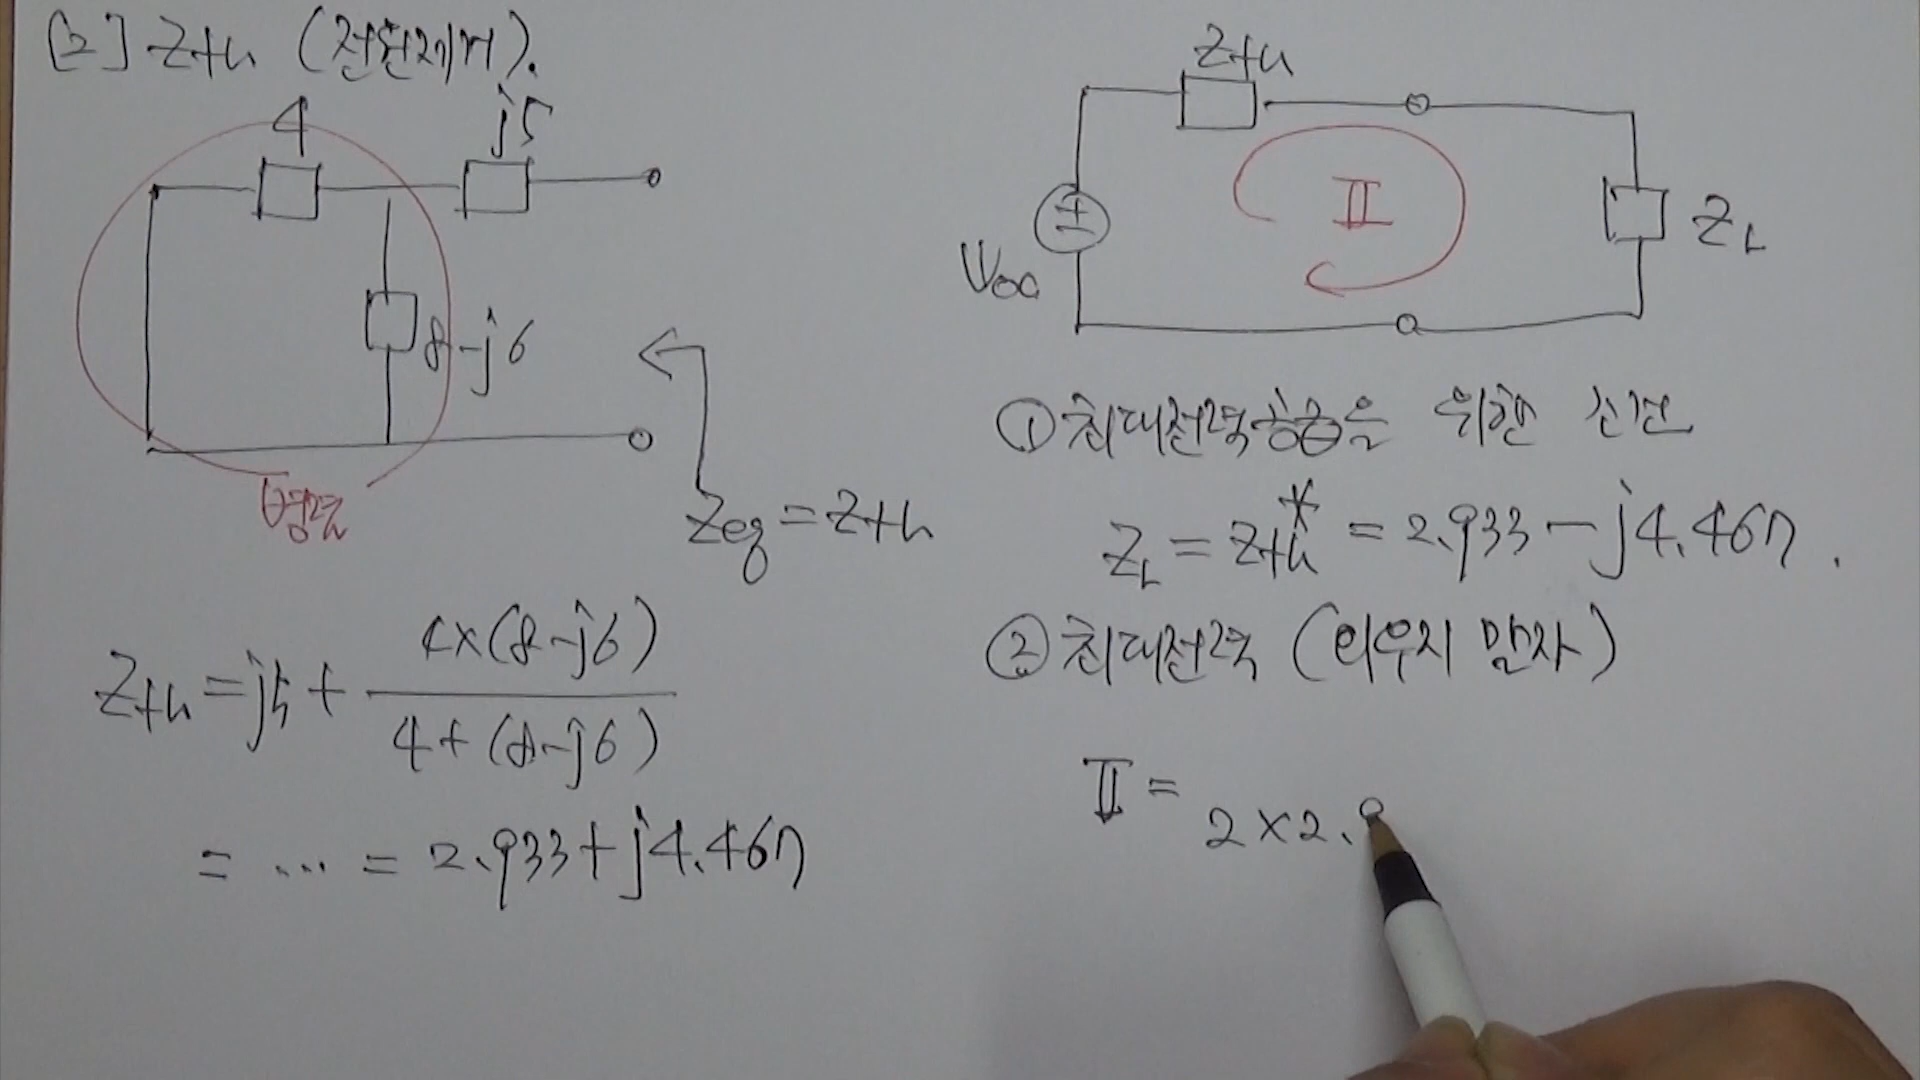 [2] Zth (전원제거).
4
j5
8-j6
병렬
Zeq = Zth
Zth = j5 + 4×(8-j6) / 4+(8-j6)
= ... = 2.933+j4.467
Zth
Voc
II
ZL
① 최대전력공급을 위한 조건
ZL = Zth* = 2.933-j4.467.
② 최대전력 (외우지 말자)
II =
2×2.9